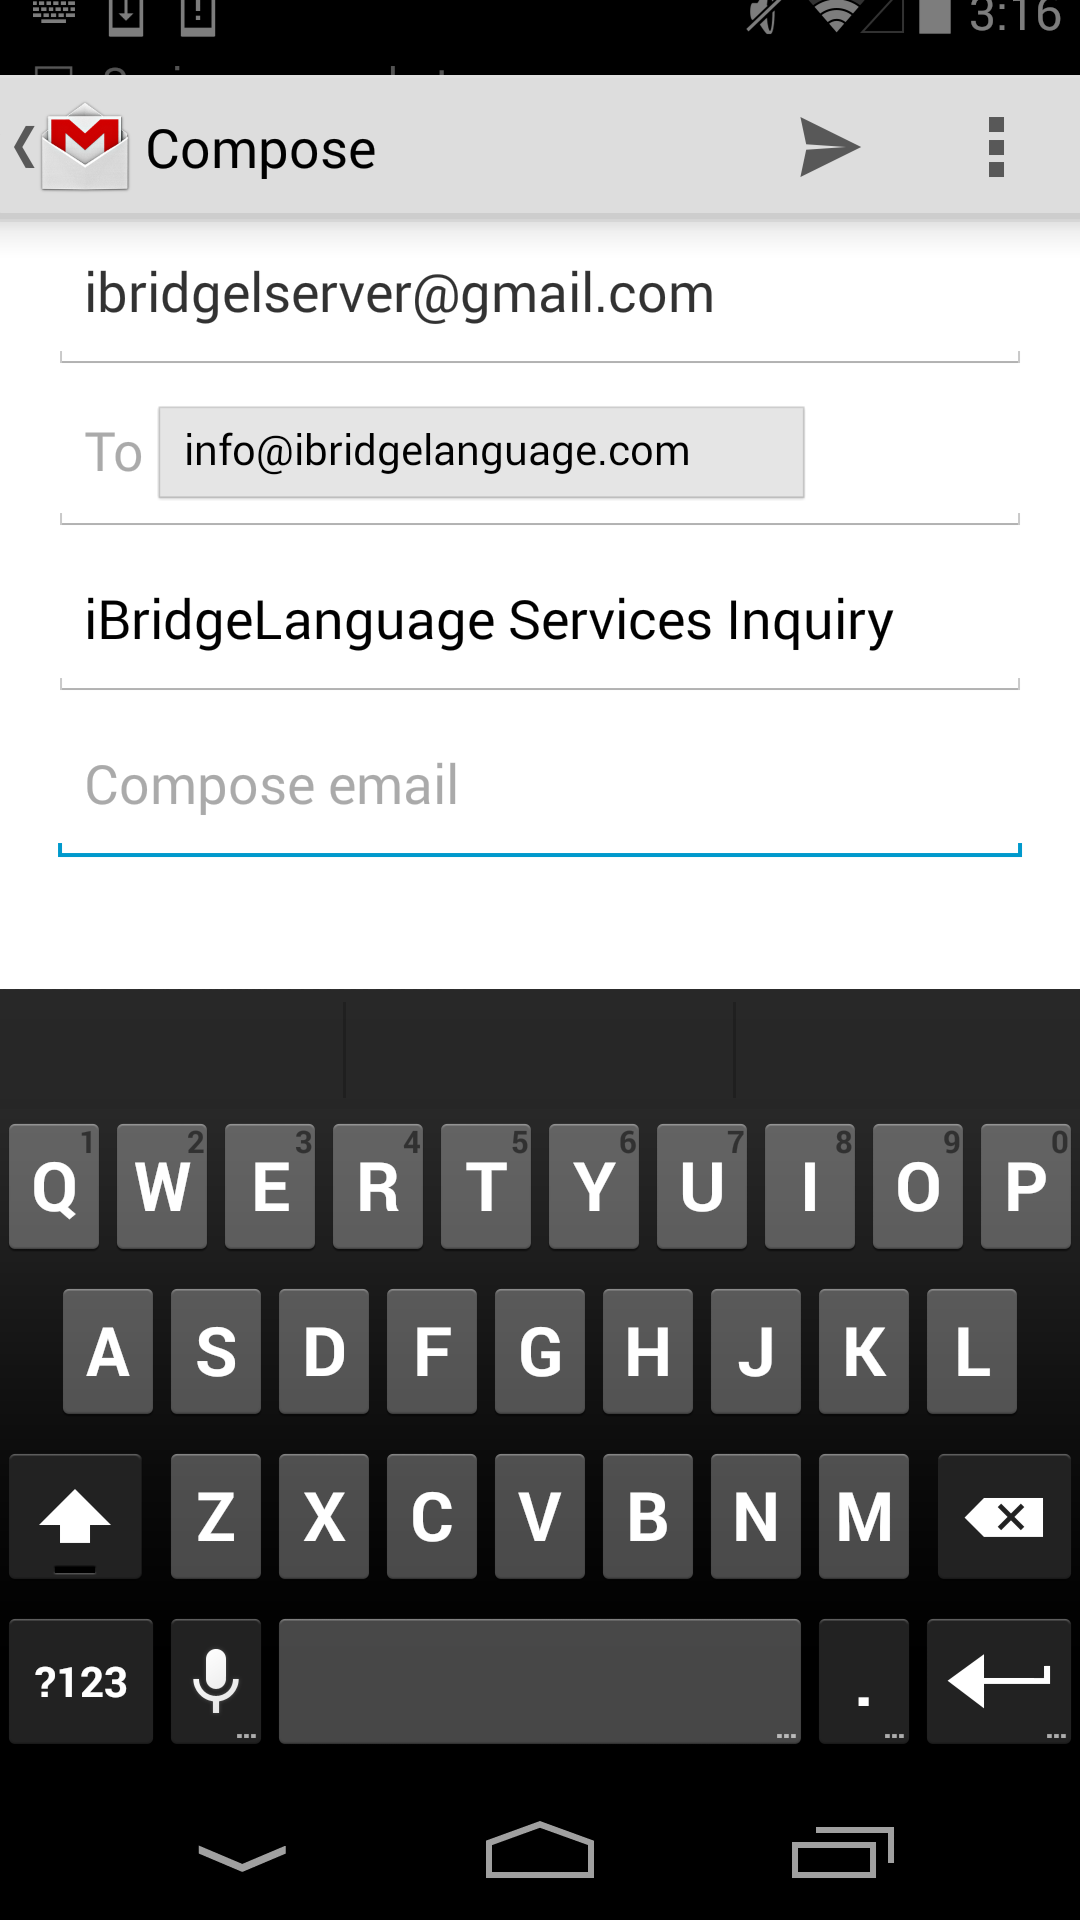 3:16
Compose
ibridgelserver@gmail.com
To info@ibridgelanguage.com
iBridgeLanguage Services Inquiry
Compose email
1 2 3 4 5 6 7 8 9 0
Q W E R T Y U I O P
A S D F G H J K L
Z X C V B N M
?123 .